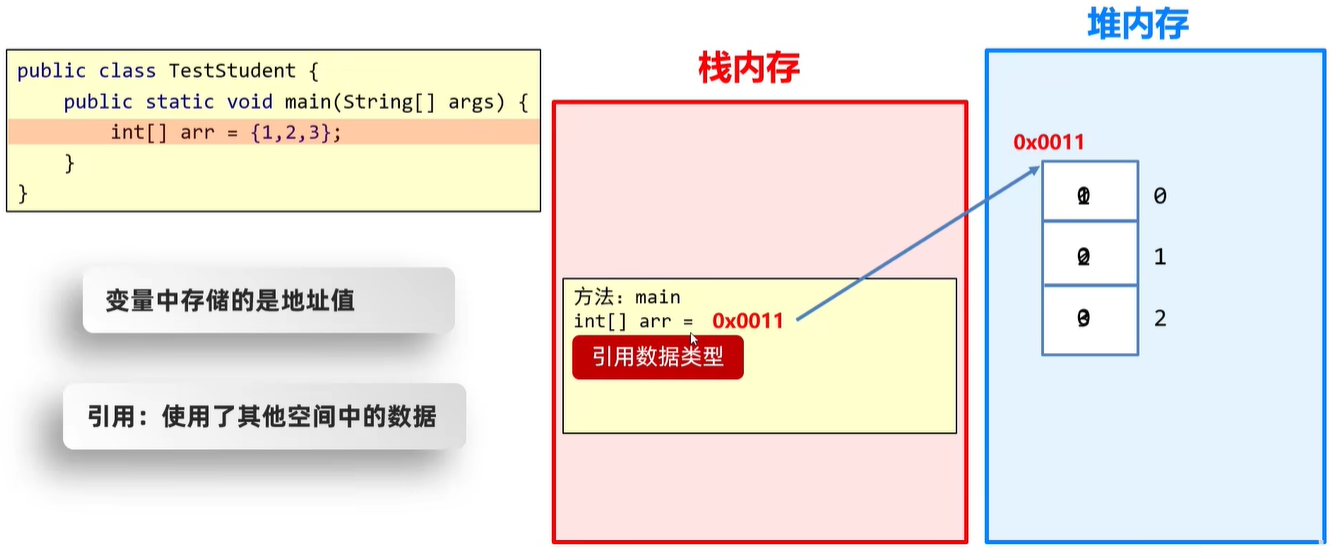 堆内存
栈内存
public class TestStudent {
public static void main(String[] args) {
int[] arr = {1,2,3};
}
}
变量中存储的是地址值
引用：使用了其他空间中的数据
方法：main
int[] arr = 0x0011
引用数据类型
0x0011
0
1
2